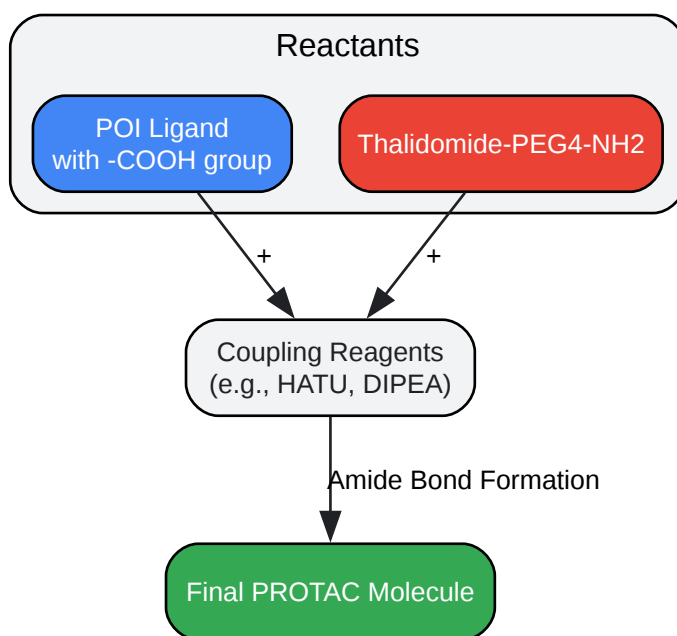 Reactants
POI Ligand
with -COOH group
Thalidomide-PEG4-NH2
+
+
Coupling Reagents
(e.g., HATU, DIPEA)
Amide Bond Formation
Final PROTAC Molecule